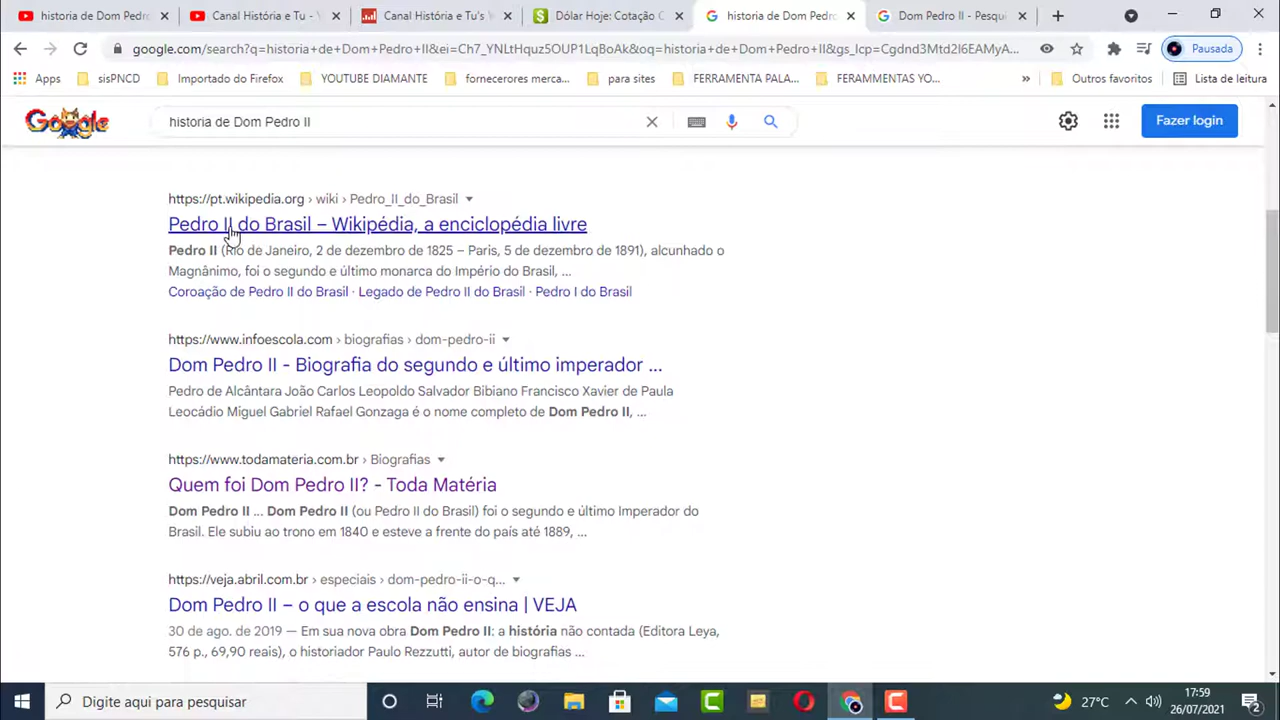 historia de Dom Pedr
Canal História e Tu - V
Canal História e Tu's V
Dólar Hoje: Cotação C
historia de Dom Pedro
Dom Pedro II - Pesqu
google.com/search?q=historia+de+Dom+Pedro+II&ei=Ch7_YNLtHquz5OUP1LqBoAk&oq=historia+de+Dom+Pedro+II&gs_lcp=Cgdnd3Mtd2l6EAMyA...
Pausada
Apps
sisPNCD
Importado do Firefox
YOUTUBE DIAMANTE
fornecerores merca...
para sites
FERRAMENTA PALA...
FERAMMENTAS YO...
»
Outros favoritos
Lista de leitura
Google
historia de Dom Pedro II
Fazer login
https://pt.wikipedia.org › wiki › Pedro_II_do_Brasil
Pedro II do Brasil – Wikipédia, a enciclopédia livre
Pedro II (Rio de Janeiro, 2 de dezembro de 1825 – Paris, 5 de dezembro de 1891), alcunhado o
Magnânimo, foi o segundo e último monarca do Império do Brasil, ...
Coroação de Pedro II do Brasil · Legado de Pedro II do Brasil · Pedro I do Brasil
https://www.infoescola.com › biografias › dom-pedro-ii
Dom Pedro II - Biografia do segundo e último imperador ...
Pedro de Alcântara João Carlos Leopoldo Salvador Bibiano Francisco Xavier de Paula
Leocádio Miguel Gabriel Rafael Gonzaga é o nome completo de Dom Pedro II, ...
https://www.todamateria.com.br › Biografias
Quem foi Dom Pedro II? - Toda Matéria
Dom Pedro II ... Dom Pedro II (ou Pedro II do Brasil) foi o segundo e último Imperador do
Brasil. Ele subiu ao trono em 1840 e esteve a frente do país até 1889, ...
https://veja.abril.com.br › especiais › dom-pedro-ii-o-q...
Dom Pedro II – o que a escola não ensina | VEJA
30 de ago. de 2019 — Em sua nova obra Dom Pedro II: a história não contada (Editora Leya,
576 p., 69,90 reais), o historiador Paulo Rezzutti, autor de biografias ...
Digite aqui para pesquisar
27°C
17:59
26/07/2021
2